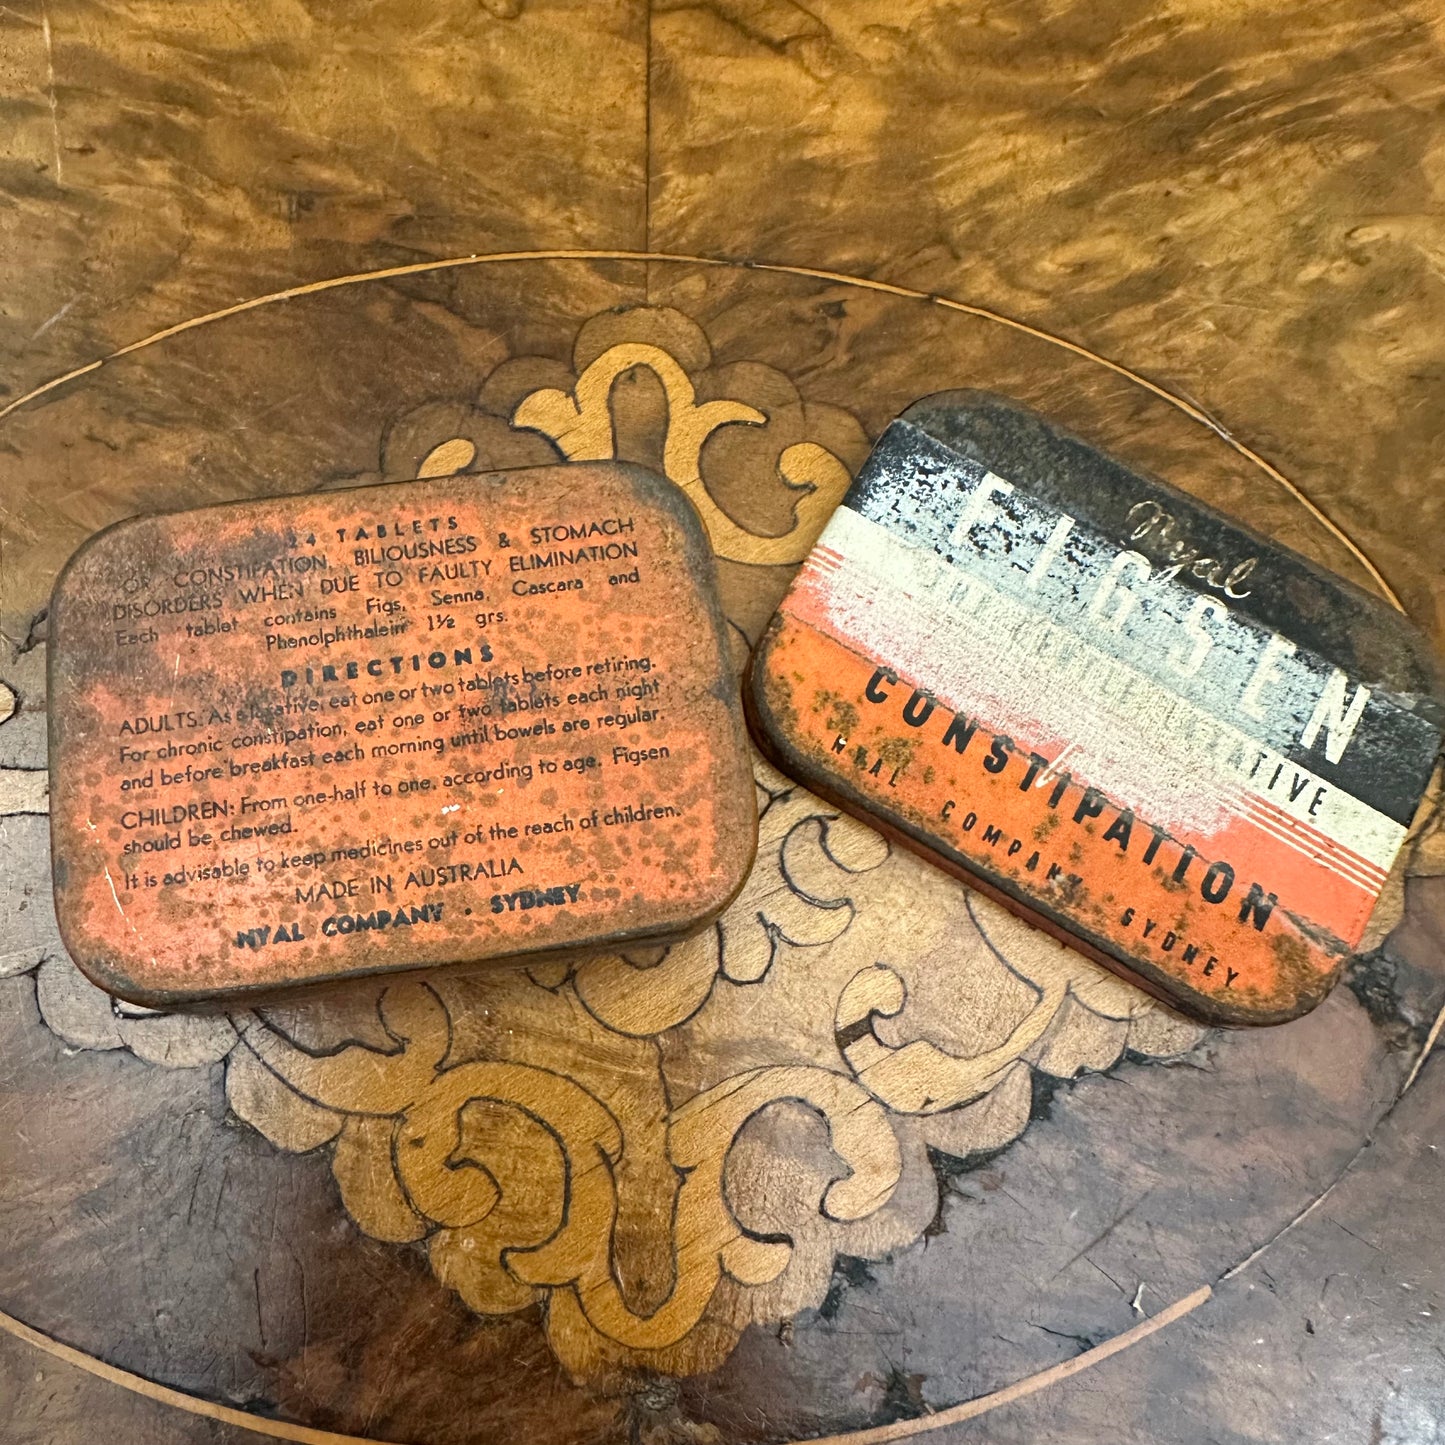 24 TABLETS
FOR CONSTIPATION, BILIOUSNESS & STOMACH
DISORDERS WHEN DUE TO FAULTY ELIMINATION
Each tablet contains Figs, Senna, Cascara and
Phenolphthalein 1½ grs.
DIRECTIONS
ADULTS: As a laxative, eat one or two tablets before retiring.
For chronic constipation, eat one or two tablets each night
and before breakfast each morning until bowels are regular.
CHILDREN: From one-half to one, according to age. Figsen
should be chewed.
It is advisable to keep medicines out of the reach of children.
MADE IN AUSTRALIA
NYAL COMPANY • SYDNEY
Nyal
FIGSEN
THE GENTLE LAXATIVE
CONSTIPATION
NYAL COMPANY SYDNEY